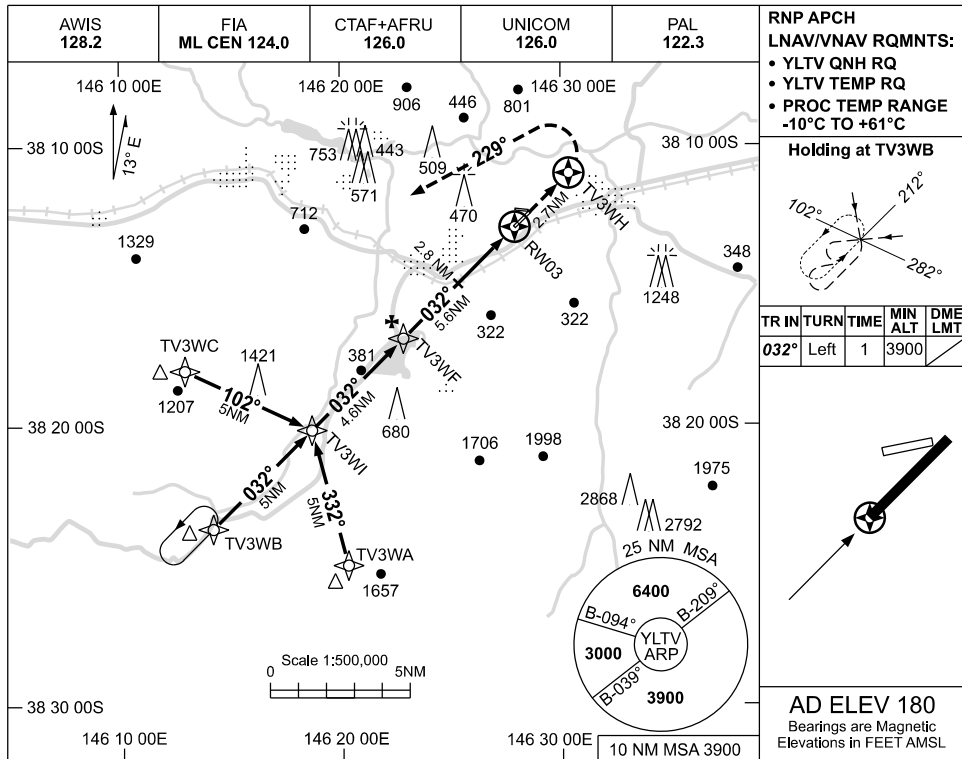 AWIS
128.2
FIA
ML CEN 124.0
CTAF+AFRU
126.0
UNICOM
126.0
PAL
122.3
RNP APCH
LNAV/VNAV RQMNTS:
• YLTV QNH RQ
• YLTV TEMP RQ
• PROC TEMP RANGE
-10°C TO +61°C
146 10 00E
146 20 00E
146 30 00E
13° E
906
446
801
38 10 00S
38 10 00S
753
443
509
229°
571
470
2.7NM
TV3WH
Holding at TV3WB
212°
102°
282°
712
1329
RW03
348
2.8 NM
1248
032°
5.6NM
322
322
TR IN
TURN
TIME
MIN
ALT
DME
LMT
032°
Left
1
3900
TV3WC
1421
381
TV3WF
1207
102°
5NM
032°
4.6NM
680
38 20 00S
38 20 00S
TV3WI
1706
1998
1975
032°
5NM
332°
5NM
2868
2792
TV3WB
TV3WA
1657
25 NM MSA
6400
B-094°
B-209°
YLTV
ARP
3000
B-039°
3900
Scale 1:500,000
0
5NM
38 30 00S
146 10 00E
146 20 00E
146 30 00E
10 NM MSA 3900
AD ELEV 180
Bearings are Magnetic
Elevations in FEET AMSL